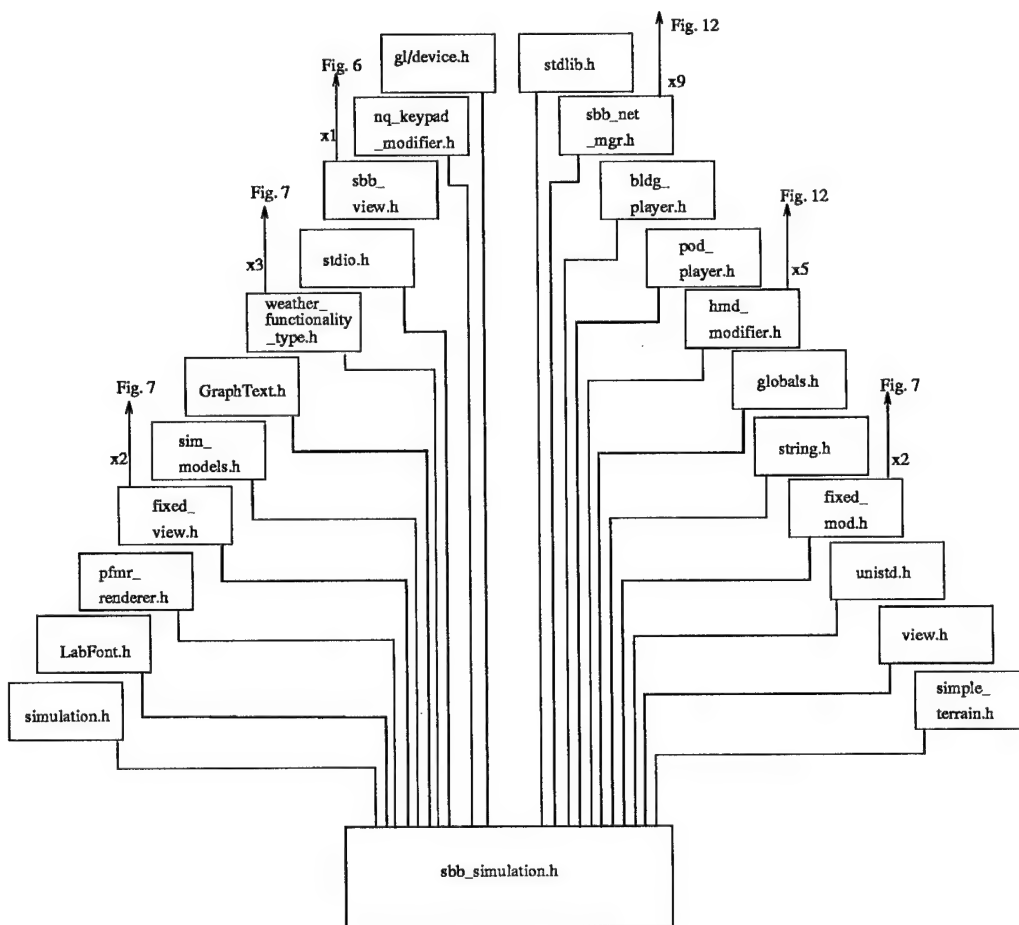 Fig. 12
gl/device.h
stdlib.h
Fig. 6
x9
nq_keypad
_modifier.h
sbb_net
_mgr.h
x1
sbb_
view.h
bldg_
player.h
Fig. 7
Fig. 12
stdio.h
pod_
player.h
x3
x5
weather_
functionality
_type.h
hmd_
modifier.h
GraphText.h
globals.h
Fig. 7
Fig. 7
sim_
models.h
string.h
x2
x2
fixed_
view.h
fixed_
mod.h
pfmr_
renderer.h
unistd.h
LabFont.h
view.h
simulation.h
simple_
terrain.h
sbb_simulation.h